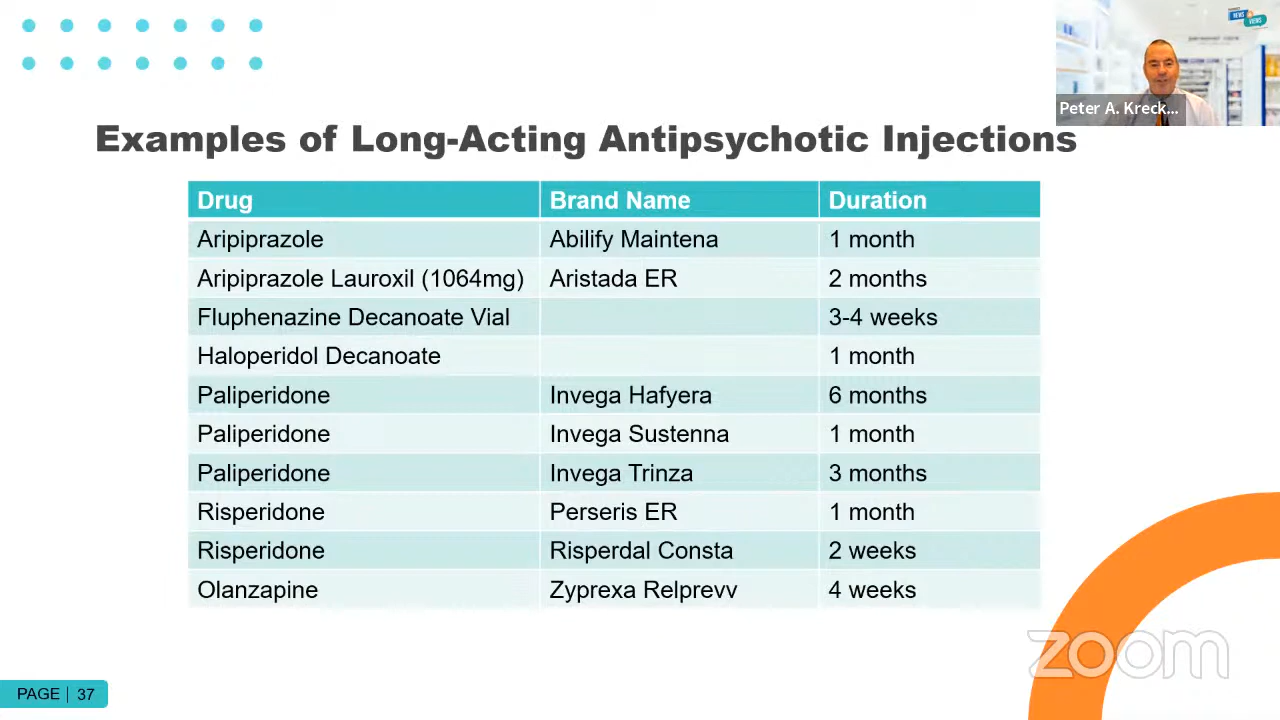 NEWS
VIEWS
Peter A. Kreck...
Examples of Long-Acting Antipsychotic Injections
Drug Brand Name Duration
Aripiprazole Abilify Maintena 1 month
Aripiprazole Lauroxil (1064mg) Aristada ER 2 months
Fluphenazine Decanoate Vial 3-4 weeks
Haloperidol Decanoate 1 month
Paliperidone Invega Hafyera 6 months
Paliperidone Invega Sustenna 1 month
Paliperidone Invega Trinza 3 months
Risperidone Perseris ER 1 month
Risperidone Risperdal Consta 2 weeks
Olanzapine Zyprexa Relprevv 4 weeks
zoom
PAGE | 37